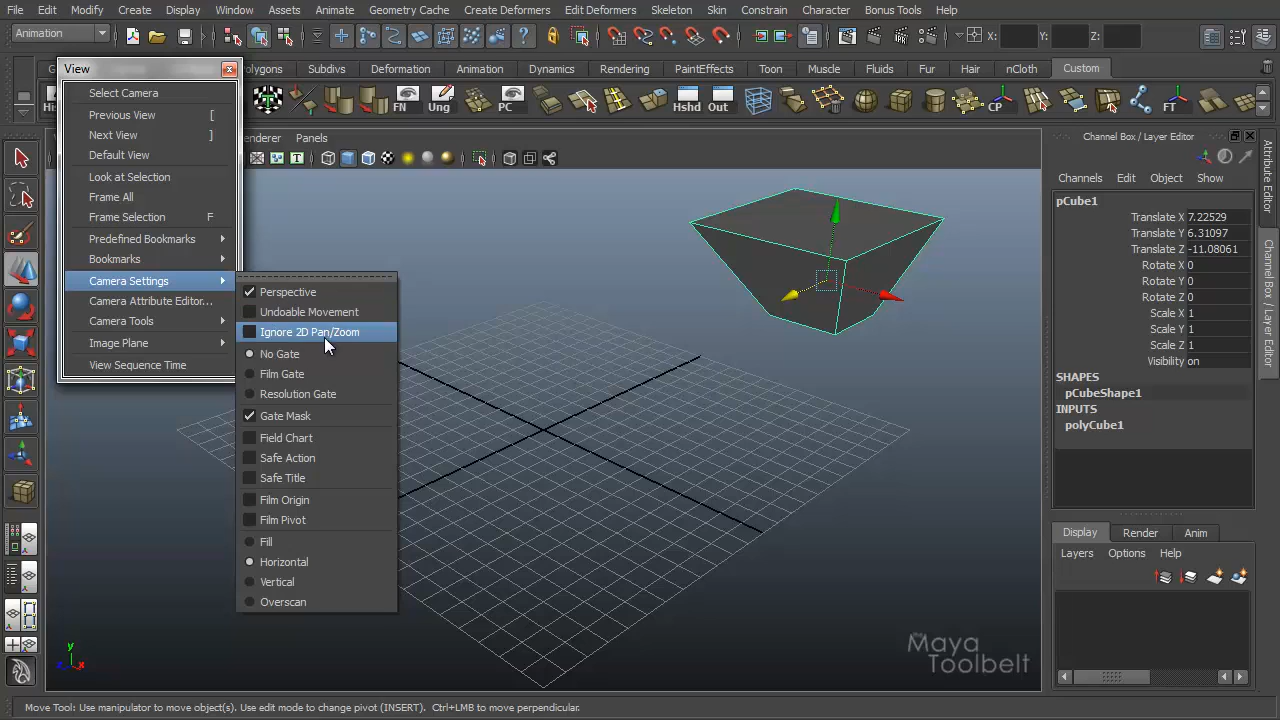 File Edit Modify Create Display Window Assets Animate Geometry Cache Create Deformers Edit Deformers Skeleton Skin Constrain Character Bonus Tools Help
Animation X: Y: Z:
View
olygons Subdivs Deformation Animation Dynamics Rendering PaintEffects Toon Muscle Fluids Fur Hair nCloth Custom
His FN Ung PC Hshd Out CP FT
Select Camera
Previous View [
Next View ]
Default View
Look at Selection
Frame All
Frame Selection F
Predefined Bookmarks
Bookmarks
Camera Settings
Camera Attribute Editor...
Camera Tools
Image Plane
View Sequence Time
enderer Panels
Perspective
Undoable Movement
Ignore 2D Pan/Zoom
No Gate
Film Gate
Resolution Gate
Gate Mask
Field Chart
Safe Action
Safe Title
Film Origin
Film Pivot
Fill
Horizontal
Vertical
Overscan
y
z x
the
Maya
Toolbelt
Channel Box / Layer Editor
Channels Edit Object Show
pCube1
Translate X 7.22529
Translate Y 6.31097
Translate Z -11.08061
Rotate X 0
Rotate Y 0
Rotate Z 0
Scale X 1
Scale Y 1
Scale Z 1
Visibility on
SHAPES
pCubeShape1
INPUTS
polyCube1
Display Render Anim
Layers Options Help
Attribute Editor
Channel Box / Layer Editor
Move Tool: Use manipulator to move object(s). Use edit mode to change pivot (INSERT). Ctrl+LMB to move perpendicular.